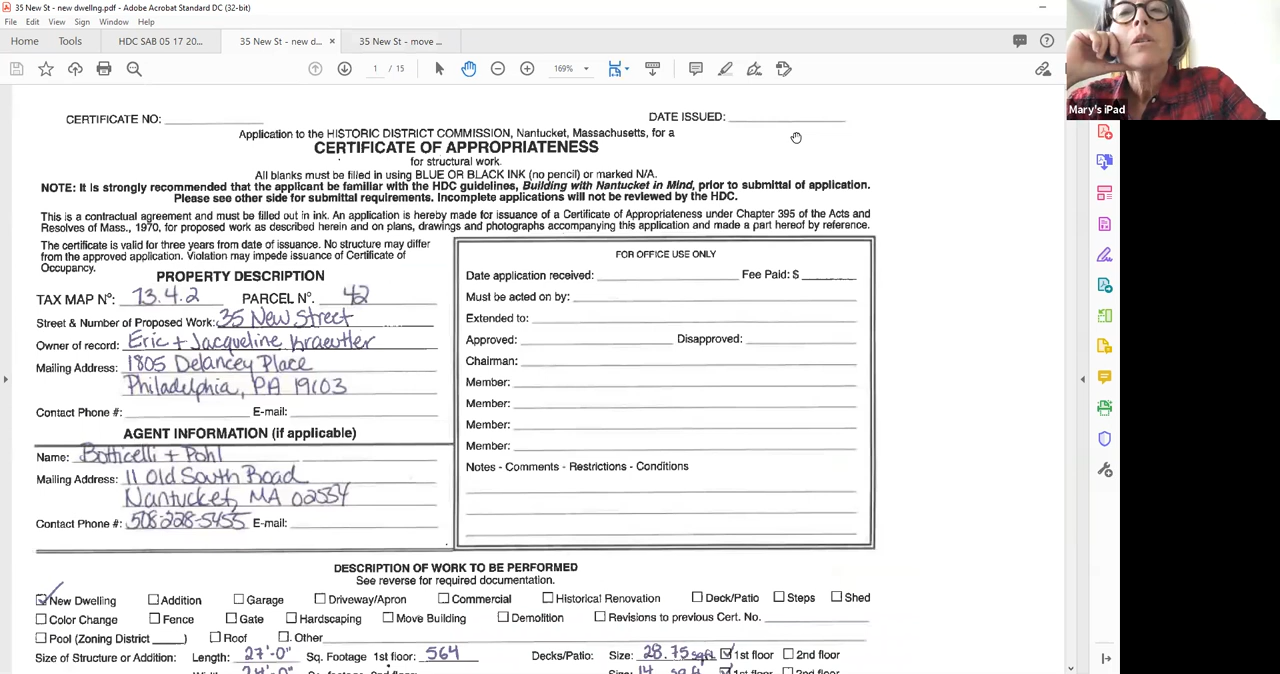 35 New St - new dwellng.pdf - Adobe Acrobat Standard DC (32-bit)
File Edit View Sign Window Help
Home Tools HDC SAB 05 17 20... 35 New St - new d... × 35 New St - move ...
1 / 15 169%
Mary's iPad
CERTIFICATE NO:
DATE ISSUED:
Application to the HISTORIC DISTRICT COMMISSION, Nantucket, Massachusetts, for a
CERTIFICATE OF APPROPRIATENESS
for structural work.
All blanks must be filled in using BLUE OR BLACK INK (no pencil) or marked N/A.
NOTE: It is strongly recommended that the applicant be familiar with the HDC guidelines, Building with Nantucket in Mind, prior to submittal of application.
Please see other side for submittal requirements. Incomplete applications will not be reviewed by the HDC.
This is a contractual agreement and must be filled out in ink. An application is hereby made for issuance of a Certificate of Appropriateness under Chapter 395 of the Acts and
Resolves of Mass., 1970, for proposed work as described herein and on plans, drawings and photographs accompanying this application and made a part hereof by reference.
The certificate is valid for three years from date of issuance. No structure may differ
from the approved application. Violation may impede issuance of Certificate of
Occupancy.
PROPERTY DESCRIPTION
TAX MAP Nº: 73.4.2 PARCEL Nº. 42
Street & Number of Proposed Work: 35 New Street
Owner of record: Eric + Jacqueline Kraeutler
Mailing Address: 1805 Delancey Place
Philadelphia, PA 19103
Contact Phone #: E-mail:
AGENT INFORMATION (if applicable)
Name: Botticelli + Pohl
Mailing Address: 11 Old South Road
Nantucket, MA 02554
Contact Phone #: 508-228-5455 E-mail:
FOR OFFICE USE ONLY
Date application received: Fee Paid: $
Must be acted on by:
Extended to:
Approved: Disapproved:
Chairman:
Member:
Member:
Member:
Member:
Notes - Comments - Restrictions - Conditions
DESCRIPTION OF WORK TO BE PERFORMED
See reverse for required documentation.
New Dwelling Addition Garage Driveway/Apron Commercial Historical Renovation Deck/Patio Steps Shed
Color Change Fence Gate Hardscaping Move Building Demolition Revisions to previous Cert. No.
Pool (Zoning District ) Roof Other
Size of Structure or Addition: Length: 27'-0" Sq. Footage 1st floor: 564 Decks/Patio: Size: 28.75 sqft 1st floor 2nd floor